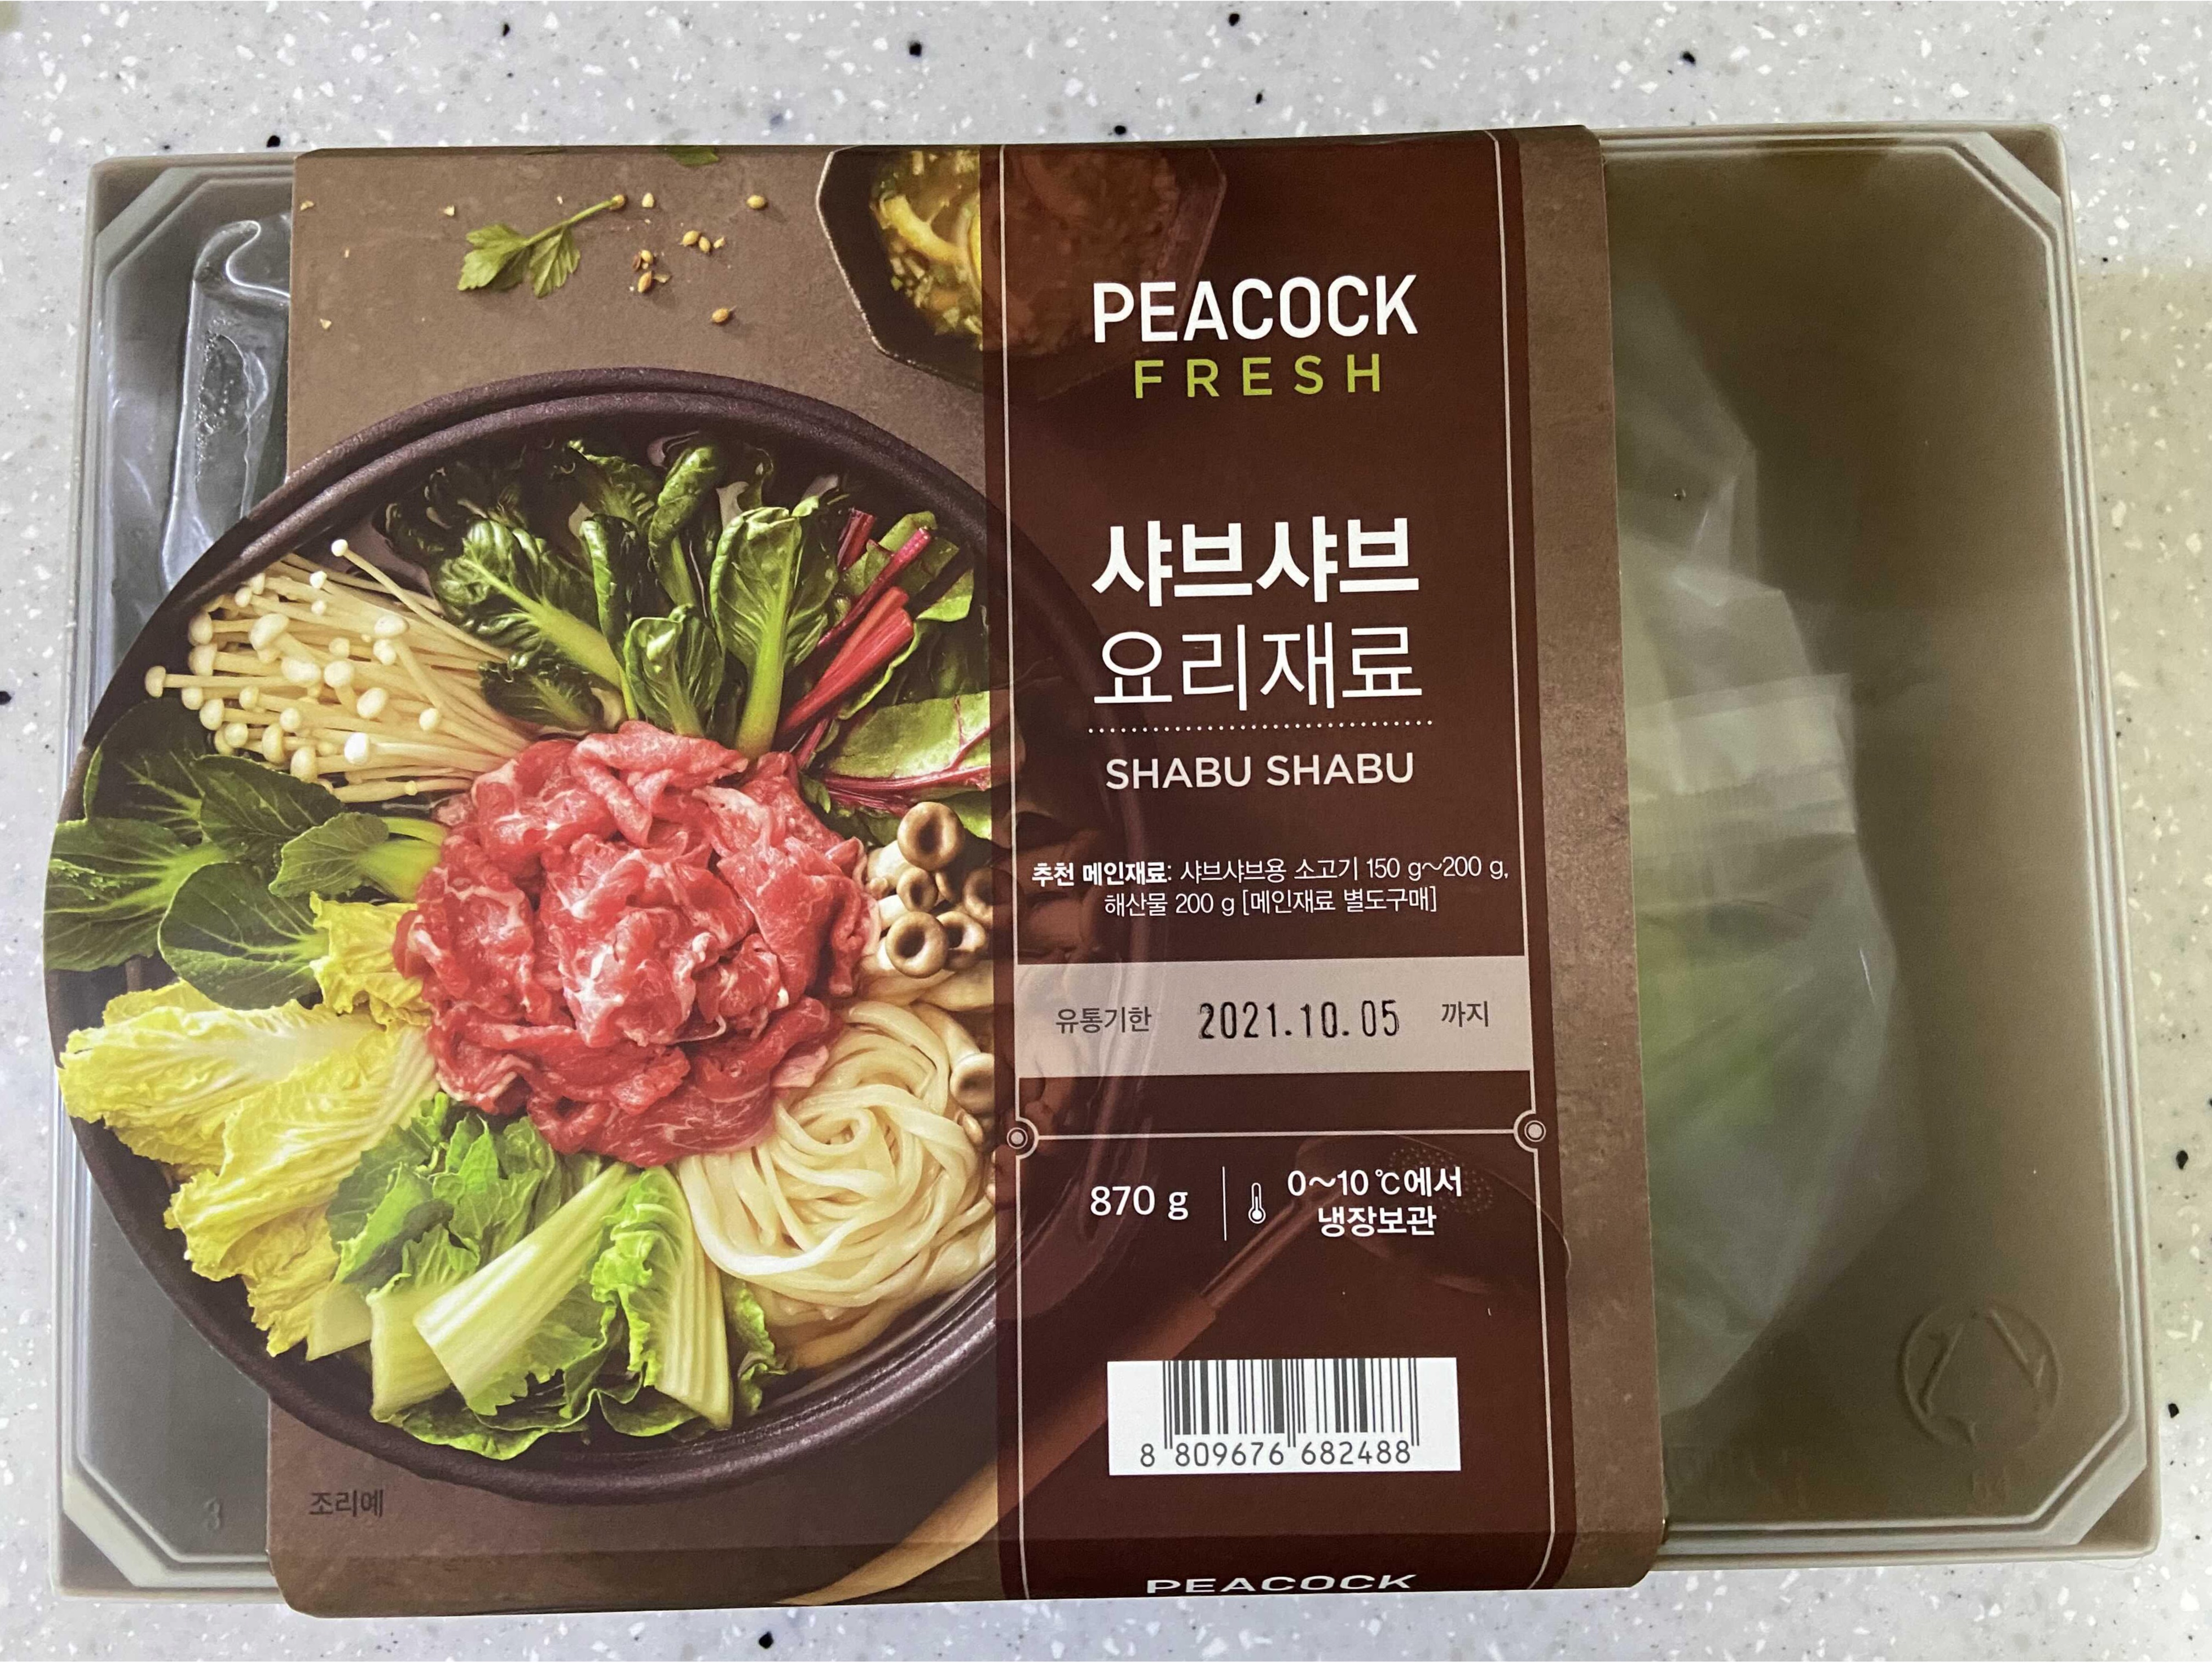 PEACOCK
FRESH
샤브샤브
요리재료
SHABU SHABU
추천 메인재료: 샤브샤브용 소고기 150 g~200 g,
해산물 200 g [메인재료 별도구매]
유통기한 2021.10.05 까지
870 g
0~10 ℃에서
냉장보관
8 809676 682488
조리예
3
PEACOCK